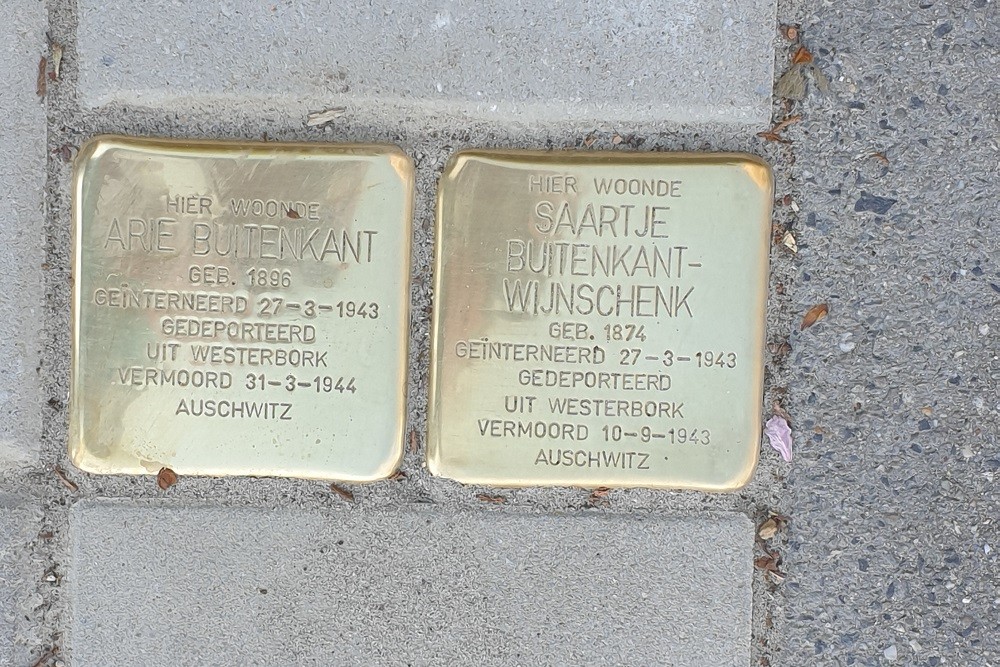 HIER WOONDE
ARIE BUITENKANT
GEB. 1896
GEÏNTERNEERD 27-3-1943
GEDEPORTEERD
UIT WESTERBORK
VERMOORD 31-3-1944
AUSCHWITZ
HIER WOONDE
SAARTJE
BUITENKANT-
WIJNSCHENK
GEB. 1874
GEÏNTERNEERD 27-3-1943
GEDEPORTEERD
UIT WESTERBORK
VERMOORD 10-9-1943
AUSCHWITZ